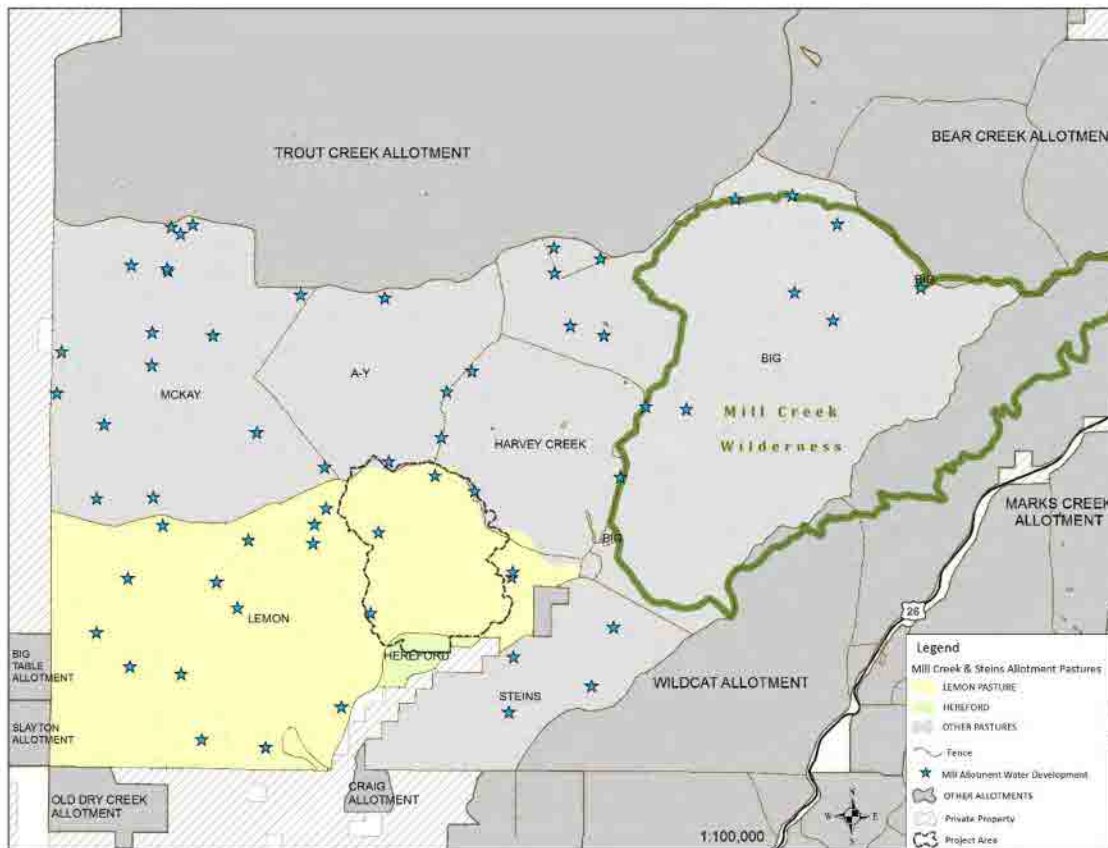 TROUT CREEK ALLOTMENT
BEAR CREEK ALLOTMENT
BIG
BIG
A-Y
MCKAY
Mill Creek
Wilderness
HARVEY CREEK
MARKS CREEK
ALLOTMENT
BIG
26
LEMON
HEREFORD
BIG
TABLE
ALLOTMENT
WILDCAT ALLOTMENT
STEINS
SLAYTON
ALLOTMENT
CRAIG
ALLOTMENT
OLD DRY CREEK
ALLOTMENT
1:100,000
N
W E
S
Legend
Mill Creek & Steins Allotment Pastures
LEMON PASTURE
HEREFORD
OTHER PASTURES
Fence
Mill Allotment Water Development
OTHER ALLOTMENTS
Private Property
Project Area